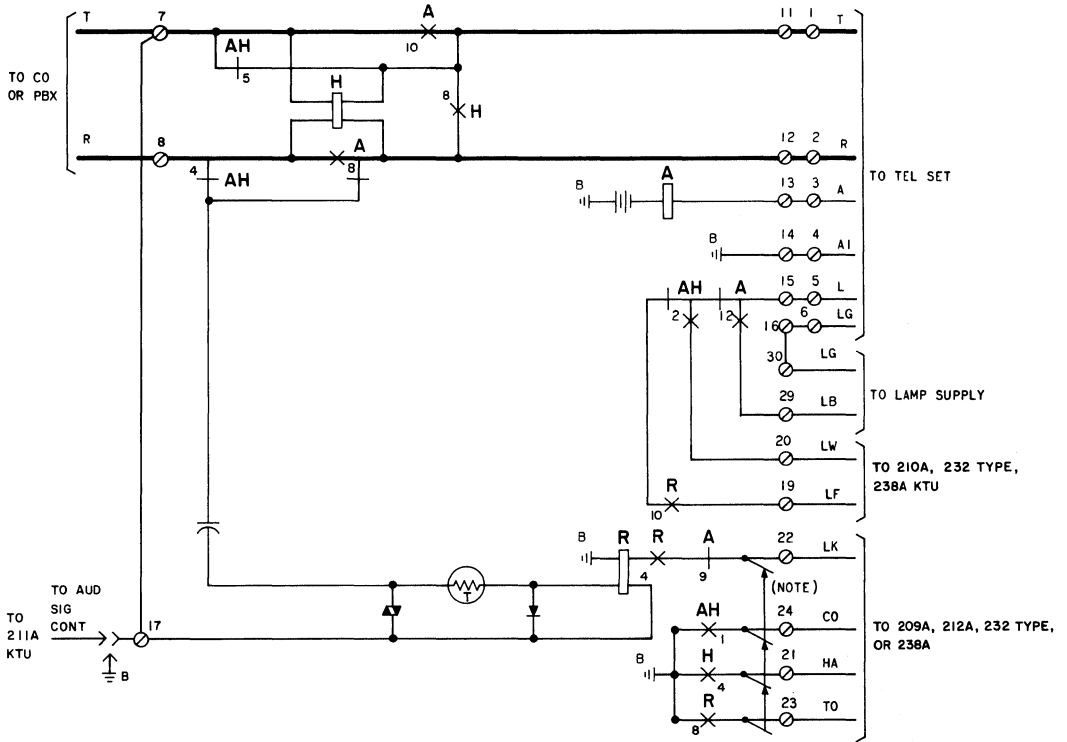 T 7 A 10 11 1 T
AH 5
TO CO
OR PBX
H
8 H
R 8 A 12 2 R
4 AH 8
TO TEL SET
B A 13 3 A
B 14 4 A1
AH A 15 5 L
2 12 16 6 LG
30 LG
TO LAMP SUPPLY
29 LB
20 LW
TO 210A, 232 TYPE,
238A KTU
R 10 19 LF
B R R 4 A 9 22 LK
T
(NOTE)
TO AUD
SIG
CONT
TO
211A
KTU
17
B
AH 1 24 CO
TO 209A, 212A, 232 TYPE,
OR 238A
B H 4 21 HA
R 8 23 TO